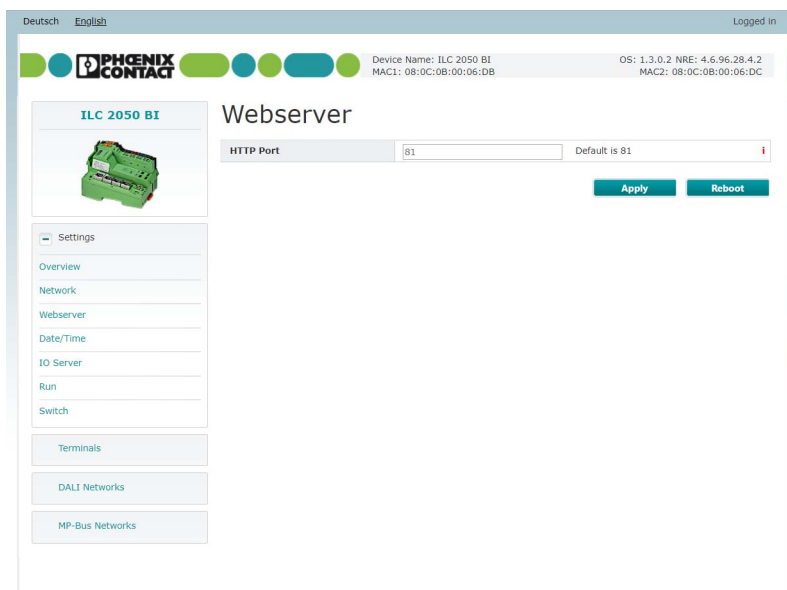 Deutsch English Logged in
PHŒNIX CONTACT
Device Name: ILC 2050 BI OS: 1.3.0.2 NRE: 4.6.96.28.4.2
MAC1: 08:0C:0B:00:06:DB MAC2: 08:0C:0B:00:06:DC
ILC 2050 BI
Webserver
HTTP Port 81 Default is 81 i
Apply Reboot
Settings
Overview
Network
Webserver
Date/Time
IO Server
Run
Switch
Terminals
DALI Networks
MP-Bus Networks